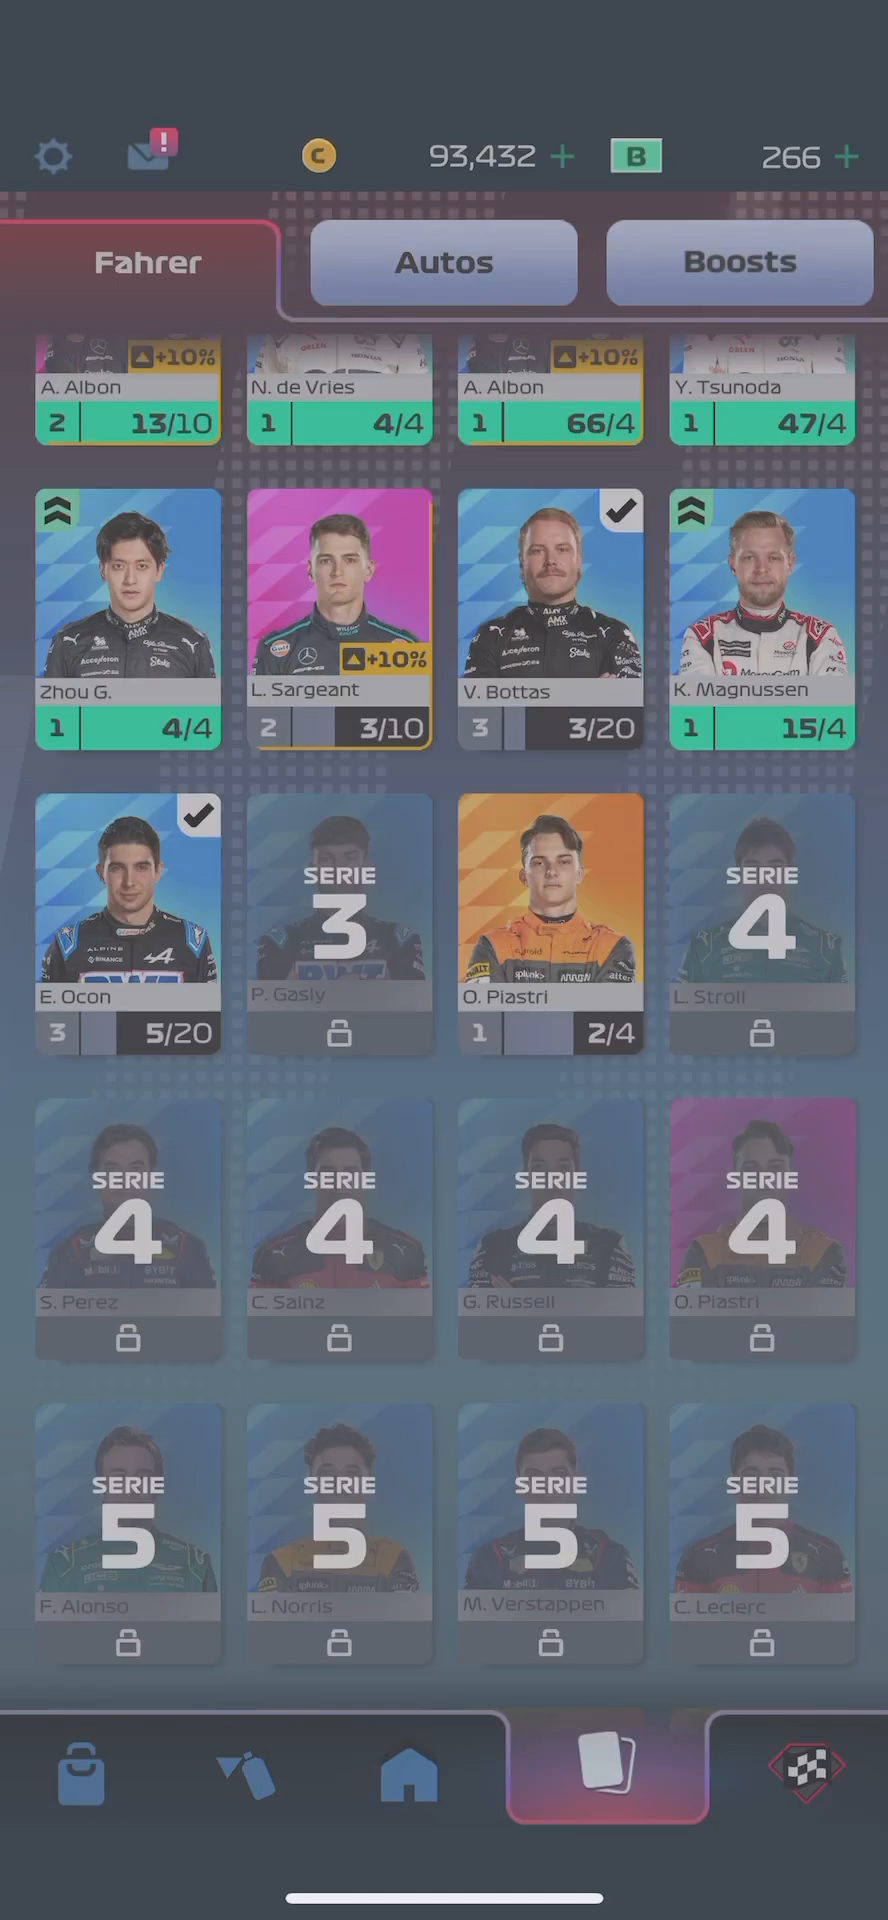 C 93,432 + B 266 +
Fahrer Autos Boosts
+10% +10%
A. Albon N. de Vries A. Albon Y. Tsunoda
2 13/10 1 4/4 1 66/4 1 47/4
+10%
Zhou G. L. Sargeant V. Bottas K. Magnussen
1 4/4 2 3/10 3 3/20 1 15/4
SERIE SERIE
3 4
E. Ocon P. Gasly O. Piastri L. Stroll
3 5/20 1 2/4
SERIE SERIE SERIE SERIE
4 4 4 4
S. Perez C. Sainz G. Russell O. Piastri
SERIE SERIE SERIE SERIE
5 5 5 5
F. Alonso L. Norris M. Verstappen C. Leclerc